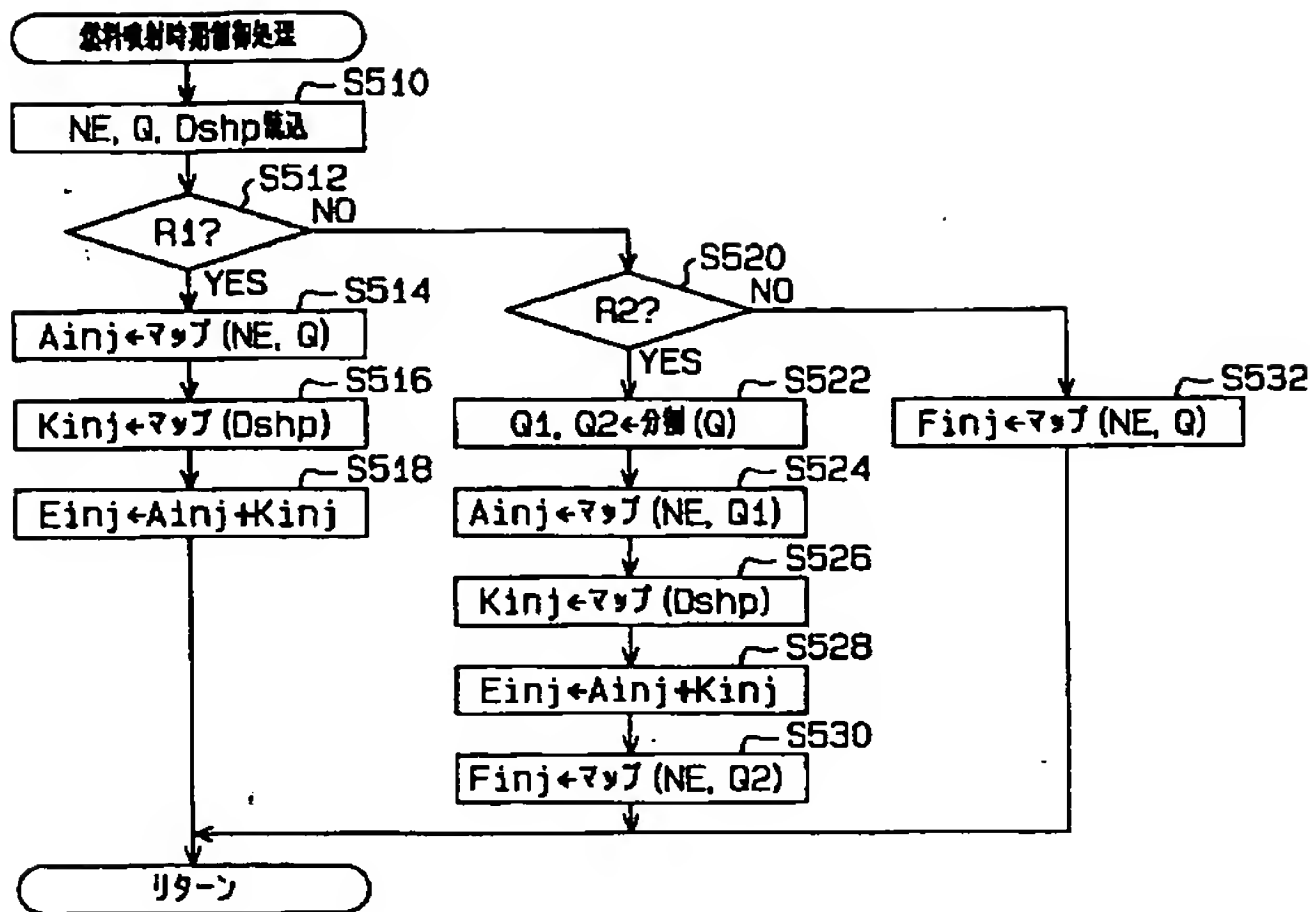 燃料噴射時期制御処理
S510
NE, Q, Dshp読込
S512
R1?
NO
YES
S514
Ainj←マップ(NE, Q)
S516
Kinj←マップ(Dshp)
S518
Einj←Ainj+Kinj
S520
R2?
NO
YES
S522
Q1, Q2←分割(Q)
S524
Ainj←マップ(NE, Q1)
S526
Kinj←マップ(Dshp)
S528
Einj←Ainj+Kinj
S530
Finj←マップ(NE, Q2)
S532
Finj←マップ(NE, Q)
リターン